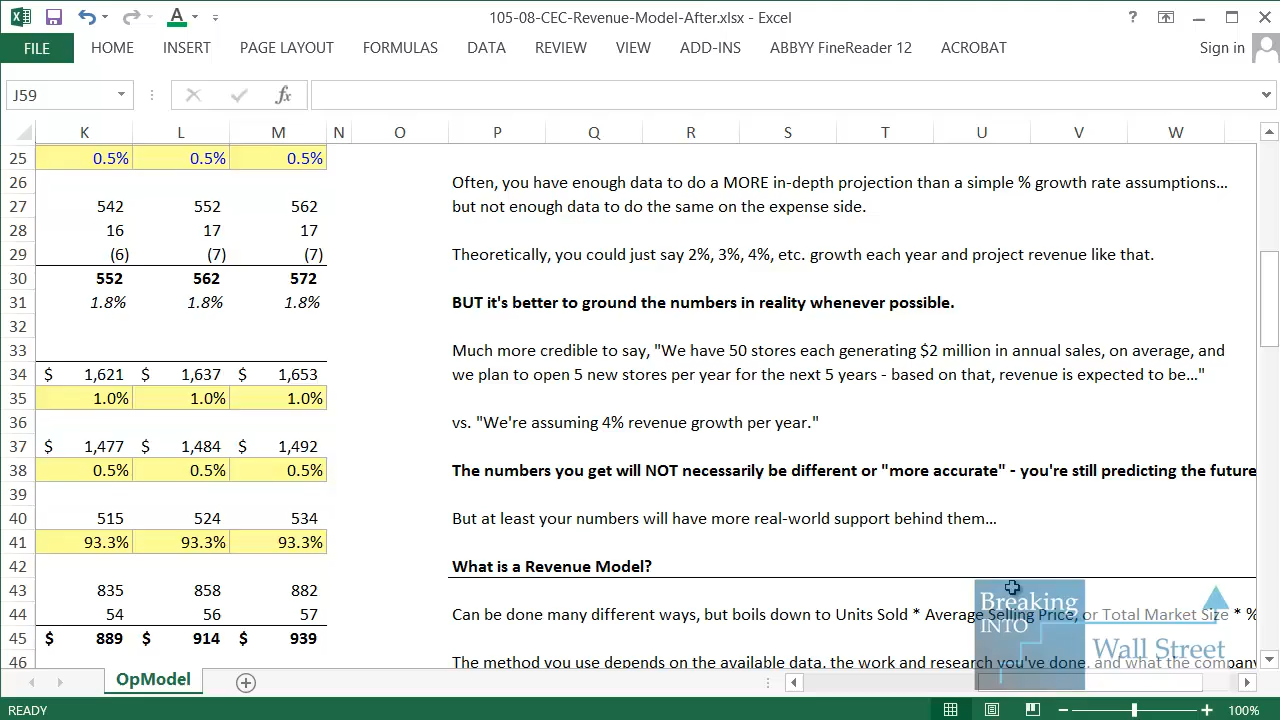 105-08-CEC-Revenue-Model-After.xlsx - Excel
FILE HOME INSERT PAGE LAYOUT FORMULAS DATA REVIEW VIEW ADD-INS ABBYY FineReader 12 ACROBAT Sign in
J59
K L M N O P Q R S T U V W
25 0.5% 0.5% 0.5%
26 Often, you have enough data to do a MORE in-depth projection than a simple % growth rate assumptions...
27 542 552 562 but not enough data to do the same on the expense side.
28 16 17 17
29 (6) (7) (7) Theoretically, you could just say 2%, 3%, 4%, etc. growth each year and project revenue like that.
30 552 562 572
31 1.8% 1.8% 1.8% BUT it's better to ground the numbers in reality whenever possible.
32
33 Much more credible to say, "We have 50 stores each generating $2 million in annual sales, on average, and
34 $ 1,621 $ 1,637 $ 1,653 we plan to open 5 new stores per year for the next 5 years - based on that, revenue is expected to be..."
35 1.0% 1.0% 1.0%
36 vs. "We're assuming 4% revenue growth per year."
37 $ 1,477 $ 1,484 $ 1,492
38 0.5% 0.5% 0.5% The numbers you get will NOT necessarily be different or "more accurate" - you're still predicting the future
39
40 515 524 534 But at least your numbers will have more real-world support behind them...
41 93.3% 93.3% 93.3%
42 What is a Revenue Model?
43 835 858 882
44 54 56 57 Can be done many different ways, but boils down to Units Sold * Average Selling Price, or Total Market Size * %
45 $ 889 $ 914 $ 939
46 The method you use depends on the available data, the work and research you've done, and what the company
Breaking
INTO
Wall Street
OpModel
READY 100%